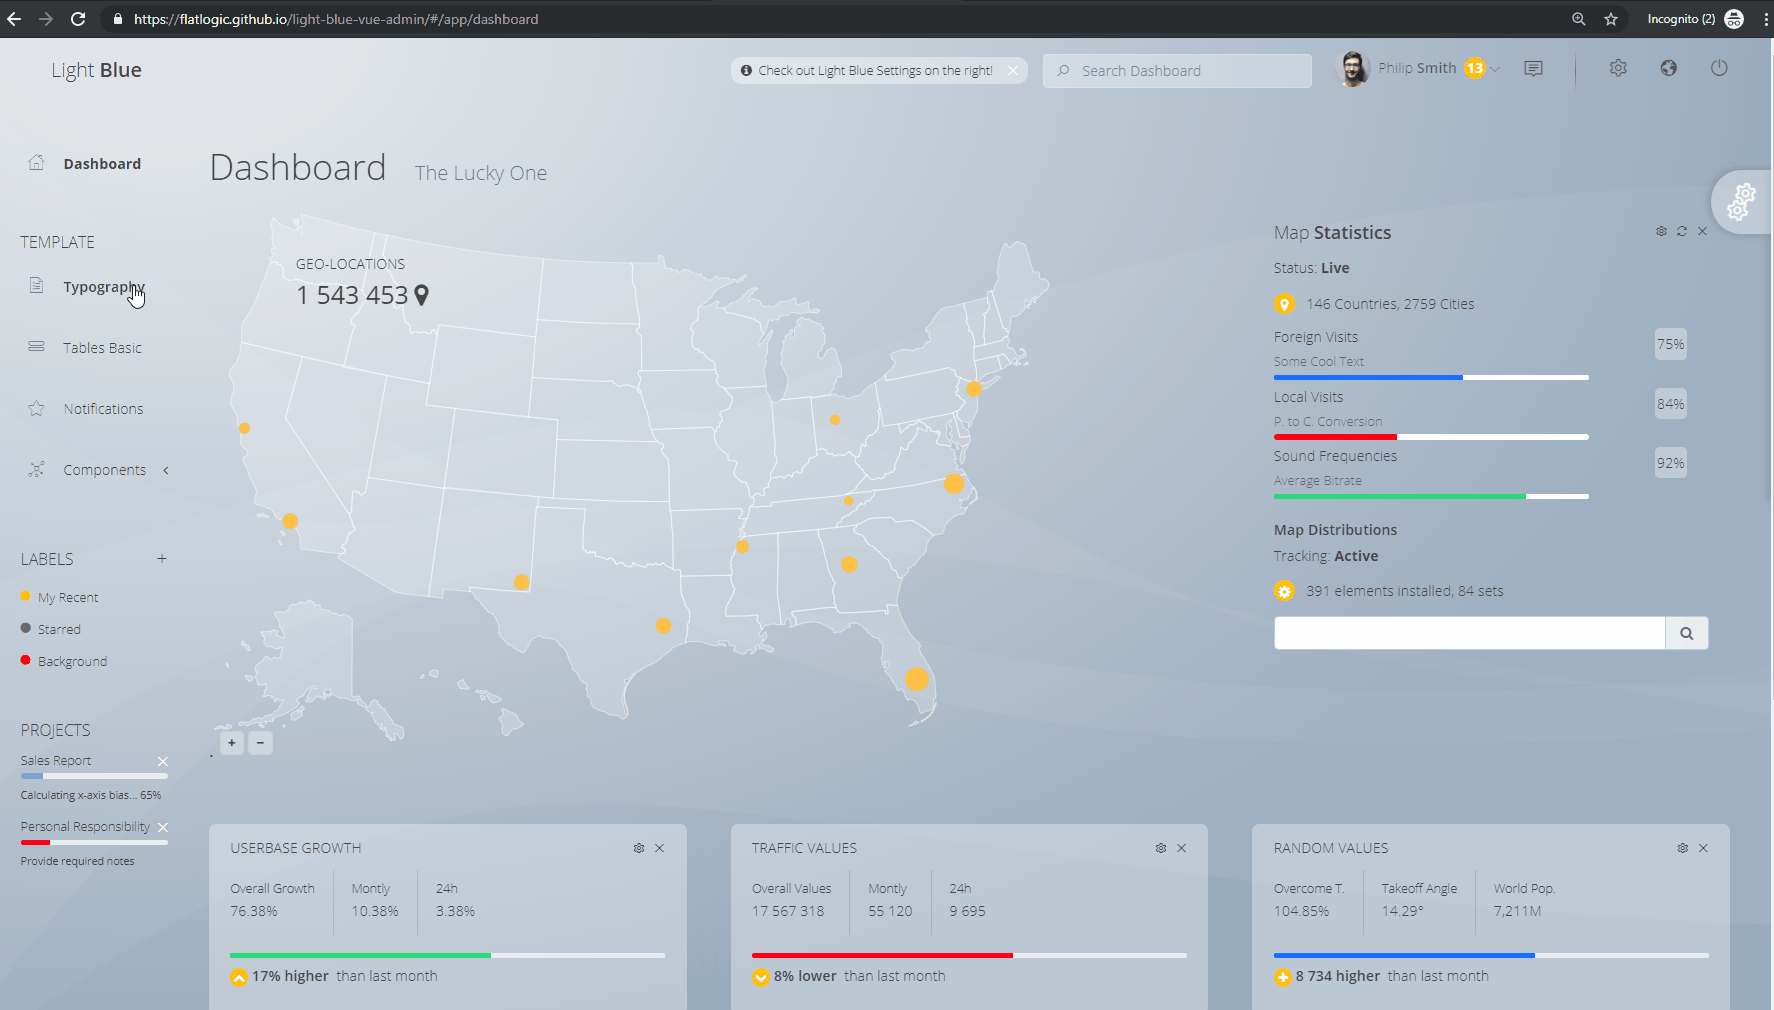 https://flatlogic.github.io/light-blue-vue-admin/#/app/dashboard
Incognito (2)
Light Blue
Check out Light Blue Settings on the right!
Search Dashboard
Philip Smith 13
Dashboard
TEMPLATE
Typography
Tables Basic
Notifications
Components
LABELS +
My Recent
Starred
Background
PROJECTS
Sales Report
Calculating x-axis bias... 65%
Personal Responsibility
Provide required notes
Dashboard The Lucky One
GEO-LOCATIONS
1 543 453
+ −
Map Statistics
Status: Live
146 Countries, 2759 Cities
Foreign Visits
Some Cool Text
75%
Local Visits
P. to C. Conversion
84%
Sound Frequencies
Average Bitrate
92%
Map Distributions
Tracking: Active
391 elements installed, 84 sets
USERBASE GROWTH
Overall Growth Montly 24h
76.38% 10.38% 3.38%
17% higher than last month
TRAFFIC VALUES
Overall Values Montly 24h
17 567 318 55 120 9 695
8% lower than last month
RANDOM VALUES
Overcome T. Takeoff Angle World Pop.
104.85% 14.29° 7,211M
8 734 higher than last month